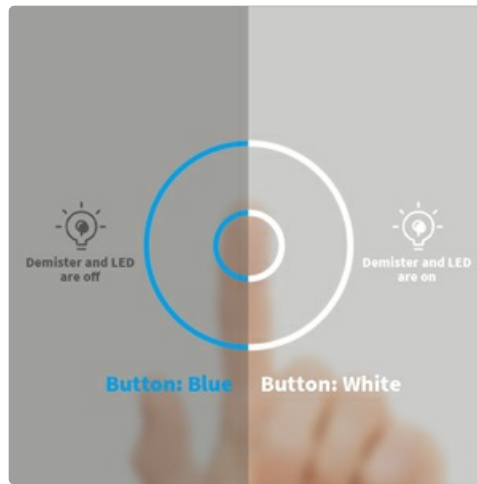 Demister and LED
are off
Demister and LED
are on
Button: Blue
Button: White